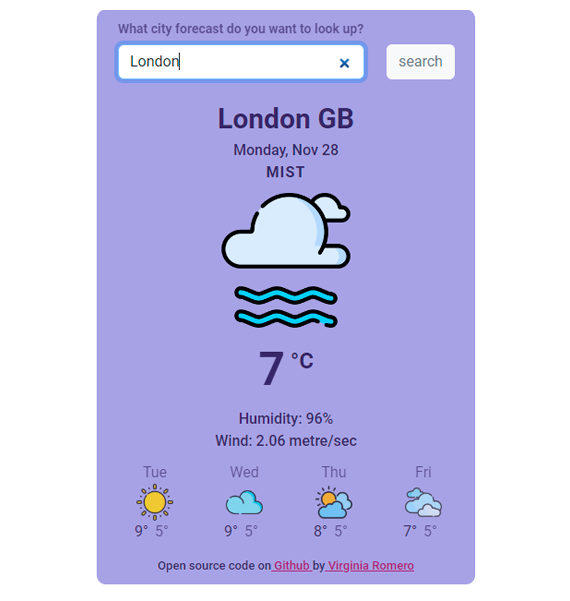 What city forecast do you want to look up?
London × search
London GB
Monday, Nov 28
MIST
7 °C
Humidity: 96%
Wind: 2.06 metre/sec
Tue Wed Thu Fri
9° 5° 9° 5° 8° 5° 7° 5°
Open source code on Github by Virginia Romero